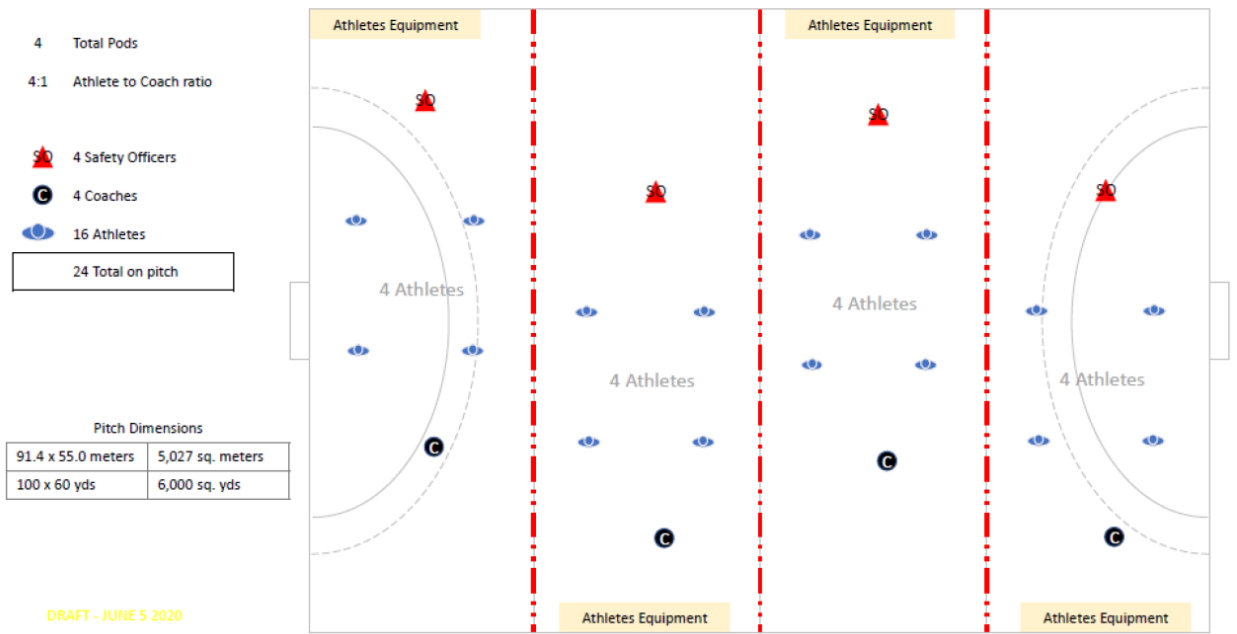 4 Total Pods
4:1 Athlete to Coach ratio
SO 4 Safety Officers
C 4 Coaches
16 Athletes
24 Total on pitch
Pitch Dimensions
91.4 x 55.0 meters 5,027 sq. meters
100 x 60 yds 6,000 sq. yds
DRAFT - JUNE 5 2020
Athletes Equipment
SO
4 Athletes
C
SO
4 Athletes
C
Athletes Equipment
Athletes Equipment
SO
4 Athletes
C
SO
4 Athletes
C
Athletes Equipment